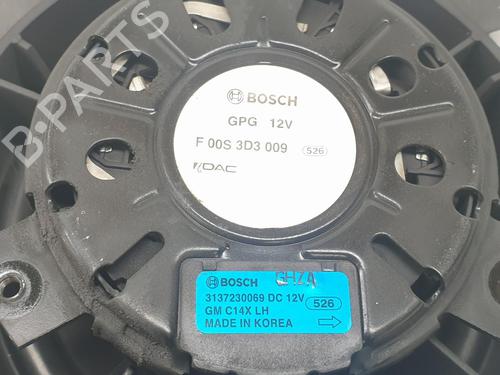 B-PARTS
BOSCH
GPG 12V
F 00S 3D3 009 526
DAC
BOSCH
3137230069 DC 12V 526
GM C14X LH
MADE IN KOREA